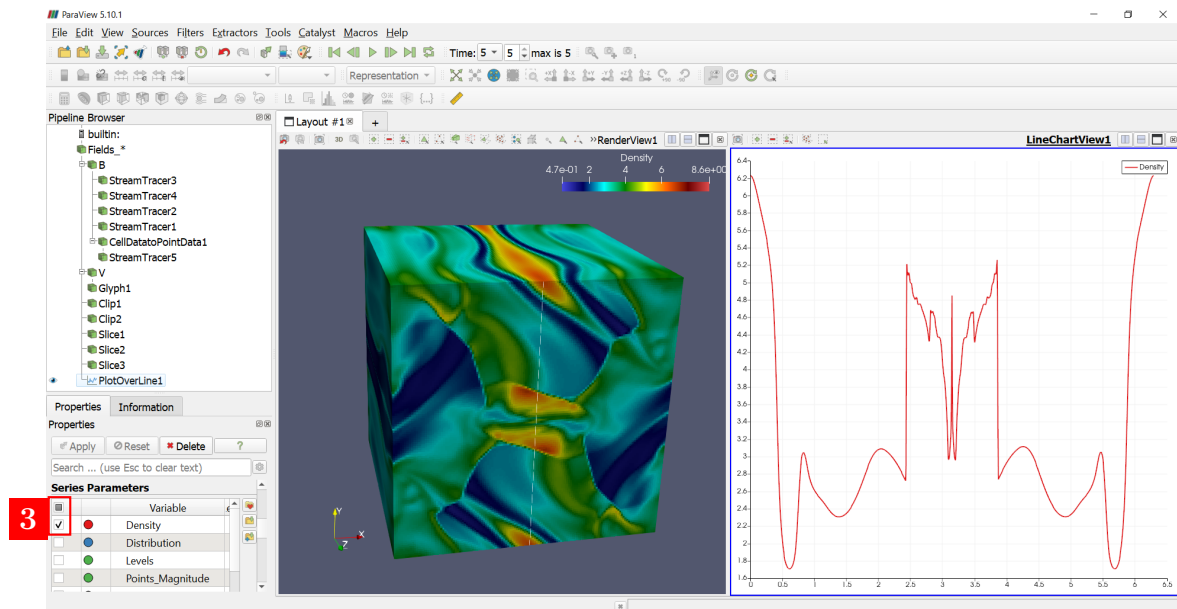 ParaView 5.10.1
File Edit View Sources Filters Extractors Tools Catalyst Macros Help
Time: 5 5 max is 5
Representation
Pipeline Browser
builtin:
Fields_*
B
StreamTracer3
StreamTracer4
StreamTracer2
StreamTracer1
CellDatatoPointData1
StreamTracer5
V
Glyph1
Clip1
Clip2
Slice1
Slice2
Slice3
PlotOverLine1
Properties Information
Properties
Apply Reset Delete ?
Search ... (use Esc to clear text)
Series Parameters
Variable
Density
Distribution
Levels
Points_Magnitude
3
Layout #1 +
3D
RenderView1
Density
4.7e-01 2 4 6 8.6e+00
Y
X
Z
LineChartView1
Density
6.4
6.2
6
5.8
5.6
5.4
5.2
5
4.8
4.6
4.4
4.2
4
3.8
3.6
3.4
3.2
3
2.8
2.6
2.4
2.2
2
1.8
1.6
0 0.5 1 1.5 2 2.5 3 3.5 4 4.5 5 5.5 6 6.5